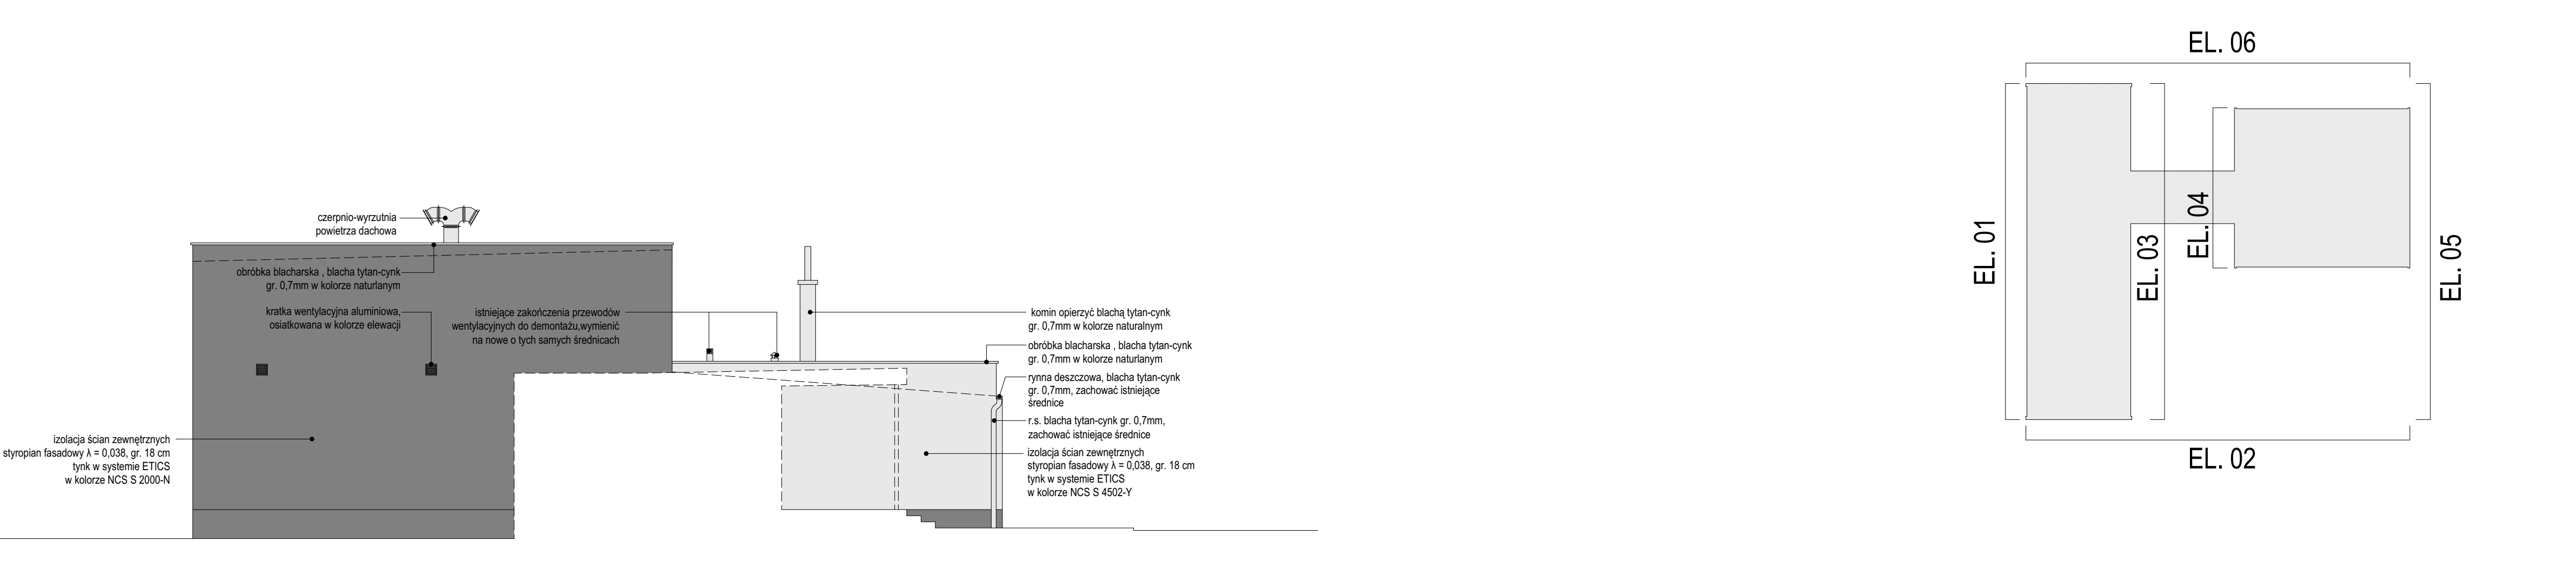 czerpnio-wyrzutnia
powietrza dachowa
obróbka blacharska , blacha tytan-cynk
gr. 0,7mm w kolorze naturlanym
kratka wentylacyjna aluminiowa,
osiatkowana w kolorze elewacji
istniejące zakończenia przewodów
wentylacyjnych do demontażu,wymienić
na nowe o tych samych średnicach
izolacja ścian zewnętrznych
styropian fasadowy λ = 0,038, gr. 18 cm
tynk w systemie ETICS
w kolorze NCS S 2000-N
komin opierzyć blachą tytan-cynk
gr. 0,7mm w kolorze naturalnym
obróbka blacharska , blacha tytan-cynk
gr. 0,7mm w kolorze naturlanym
rynna deszczowa, blacha tytan-cynk
gr. 0,7mm, zachować istniejące
średnice
r.s. blacha tytan-cynk gr. 0,7mm,
zachować istniejące średnice
izolacja ścian zewnętrznych
styropian fasadowy λ = 0,038, gr. 18 cm
tynk w systemie ETICS
w kolorze NCS S 4502-Y
EL. 06
EL. 01
EL. 03
EL. 04
EL. 05
EL. 02